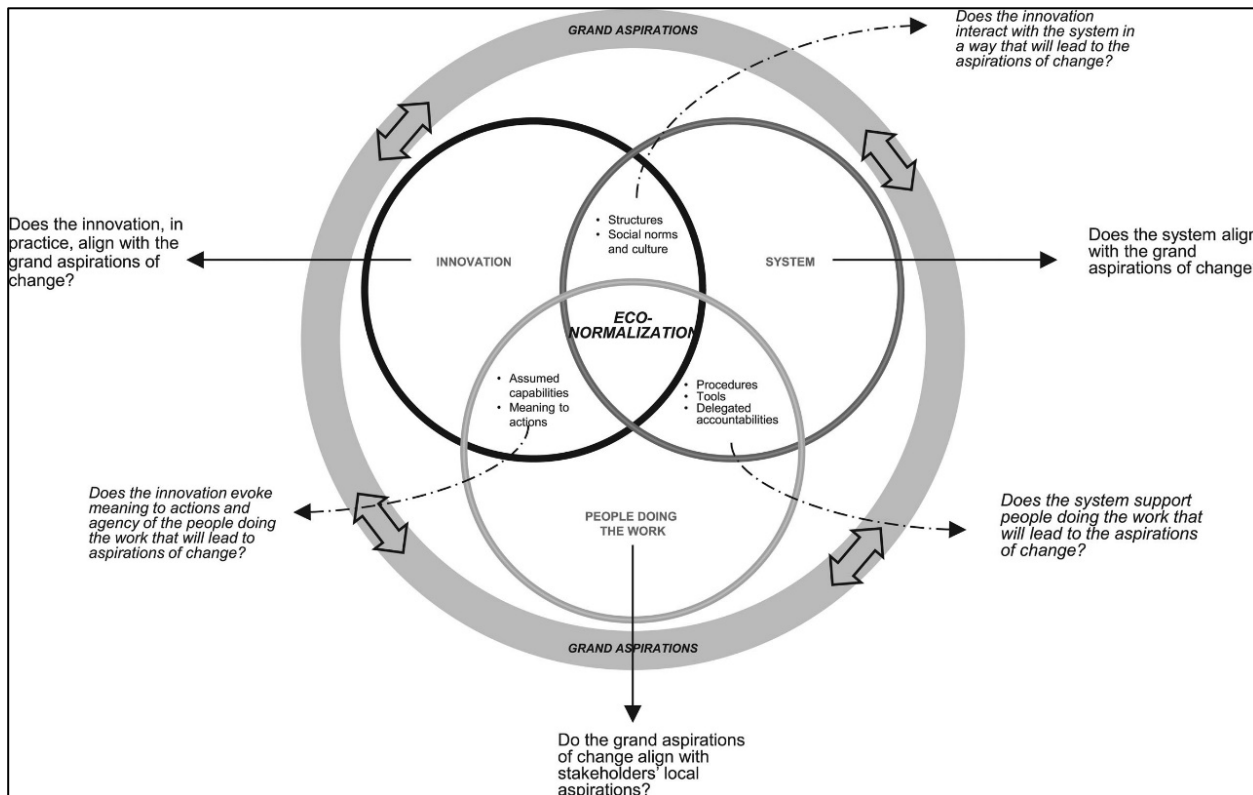 GRAND ASPIRATIONS
Does the innovation
interact with the system in
a way that will lead to the
aspirations of change?
Does the innovation, in
practice, align with the
grand aspirations of
change?
INNOVATION
• Structures
• Social norms
and culture
SYSTEM
Does the system align
with the grand
aspirations of change
ECO-
NORMALIZATION
• Assumed
capabilities
• Meaning to
actions
• Procedures
• Tools
• Delegated
accountabilities
Does the innovation evoke
meaning to actions and
agency of the people doing
the work that will lead to
aspirations of change?
PEOPLE DOING
THE WORK
Does the system support
people doing the work that
will lead to the aspirations
of change?
GRAND ASPIRATIONS
Do the grand aspirations
of change align with
stakeholders' local
aspirations?